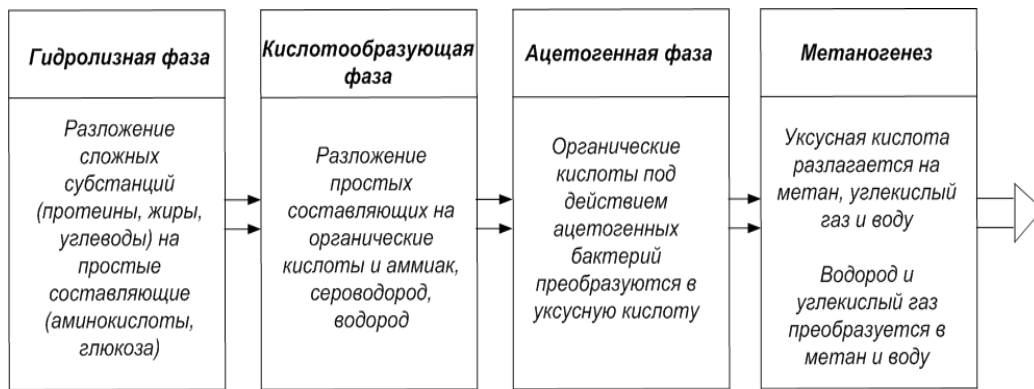 Гидролизная фаза
Разложение
сложных
субстанций
(протеины, жиры,
углеводы) на
простые
составляющие
(аминокислоты,
глюкоза)
Кислотообразующая
фаза
Разложение
простых
составляющих на
органические
кислоты и аммиак,
сероводород,
водород
Ацетогенная фаза
Органические
кислоты под
действием
ацетогенных
бактерий
преобразуются в
уксусную кислоту
Метаногенез
Уксусная кислота
разлагается на
метан, углекислый
газ и воду
Водород и
углекислый газ
преобразуется в
метан и воду